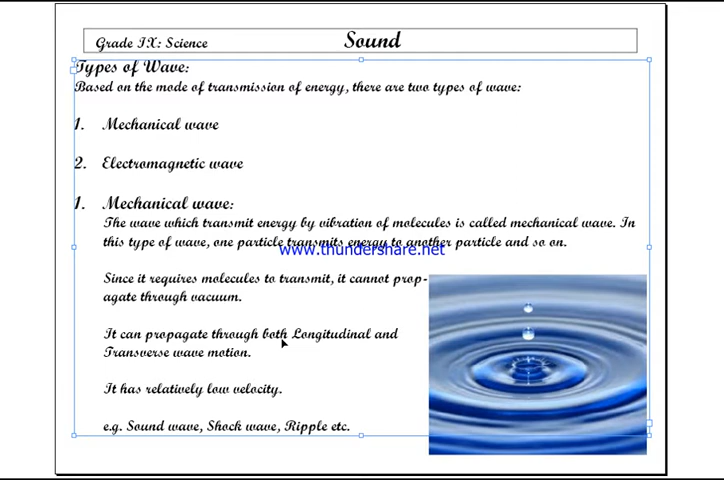 Grade IX: Science
Sound
Types of Wave:
Based on the mode of transmission of energy, there are two types of wave:
1. Mechanical wave
2. Electromagnetic wave
1. Mechanical wave:
The wave which transmit energy by vibration of molecules is called mechanical wave. In
this type of wave, one particle transmits energy to another particle and so on.
www.thundershare.net
Since it requires molecules to transmit, it cannot prop-
agate through vacuum.
It can propagate through both Longitudinal and
Transverse wave motion.
It has relatively low velocity.
e.g. Sound wave, Shock wave, Ripple etc.